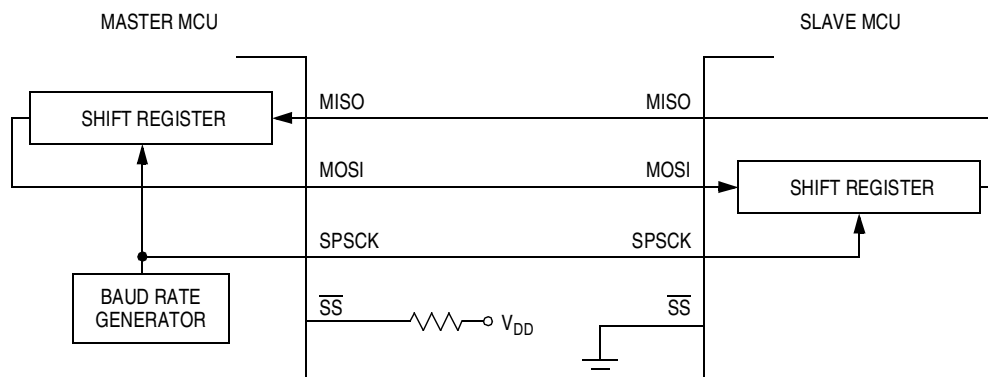 MASTER MCU
SLAVE MCU
SHIFT REGISTER
MISO
MISO
MOSI
MOSI
SHIFT REGISTER
SPSCK
SPSCK
BAUD RATE
GENERATOR
SS
VDD
SS